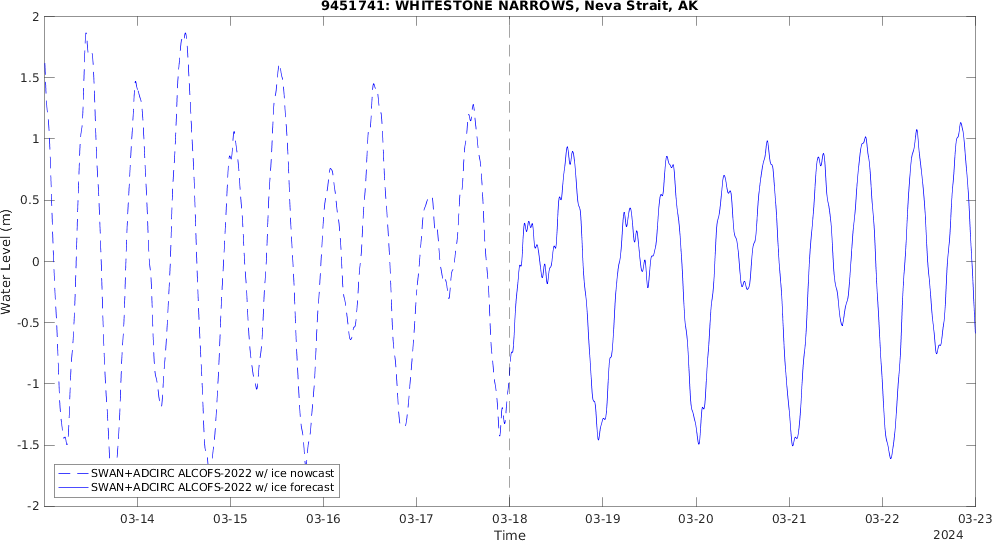 9451741: WHITESTONE NARROWS, Neva Strait, AK
2
1.5
1
0.5
0
-0.5
-1
-1.5
-2
Water Level (m)
SWAN+ADCIRC ALCOFS-2022 w/ ice nowcast
SWAN+ADCIRC ALCOFS-2022 w/ ice forecast
03-14 03-15 03-16 03-17 03-18 03-19 03-20 03-21 03-22 03-23
Time
2024